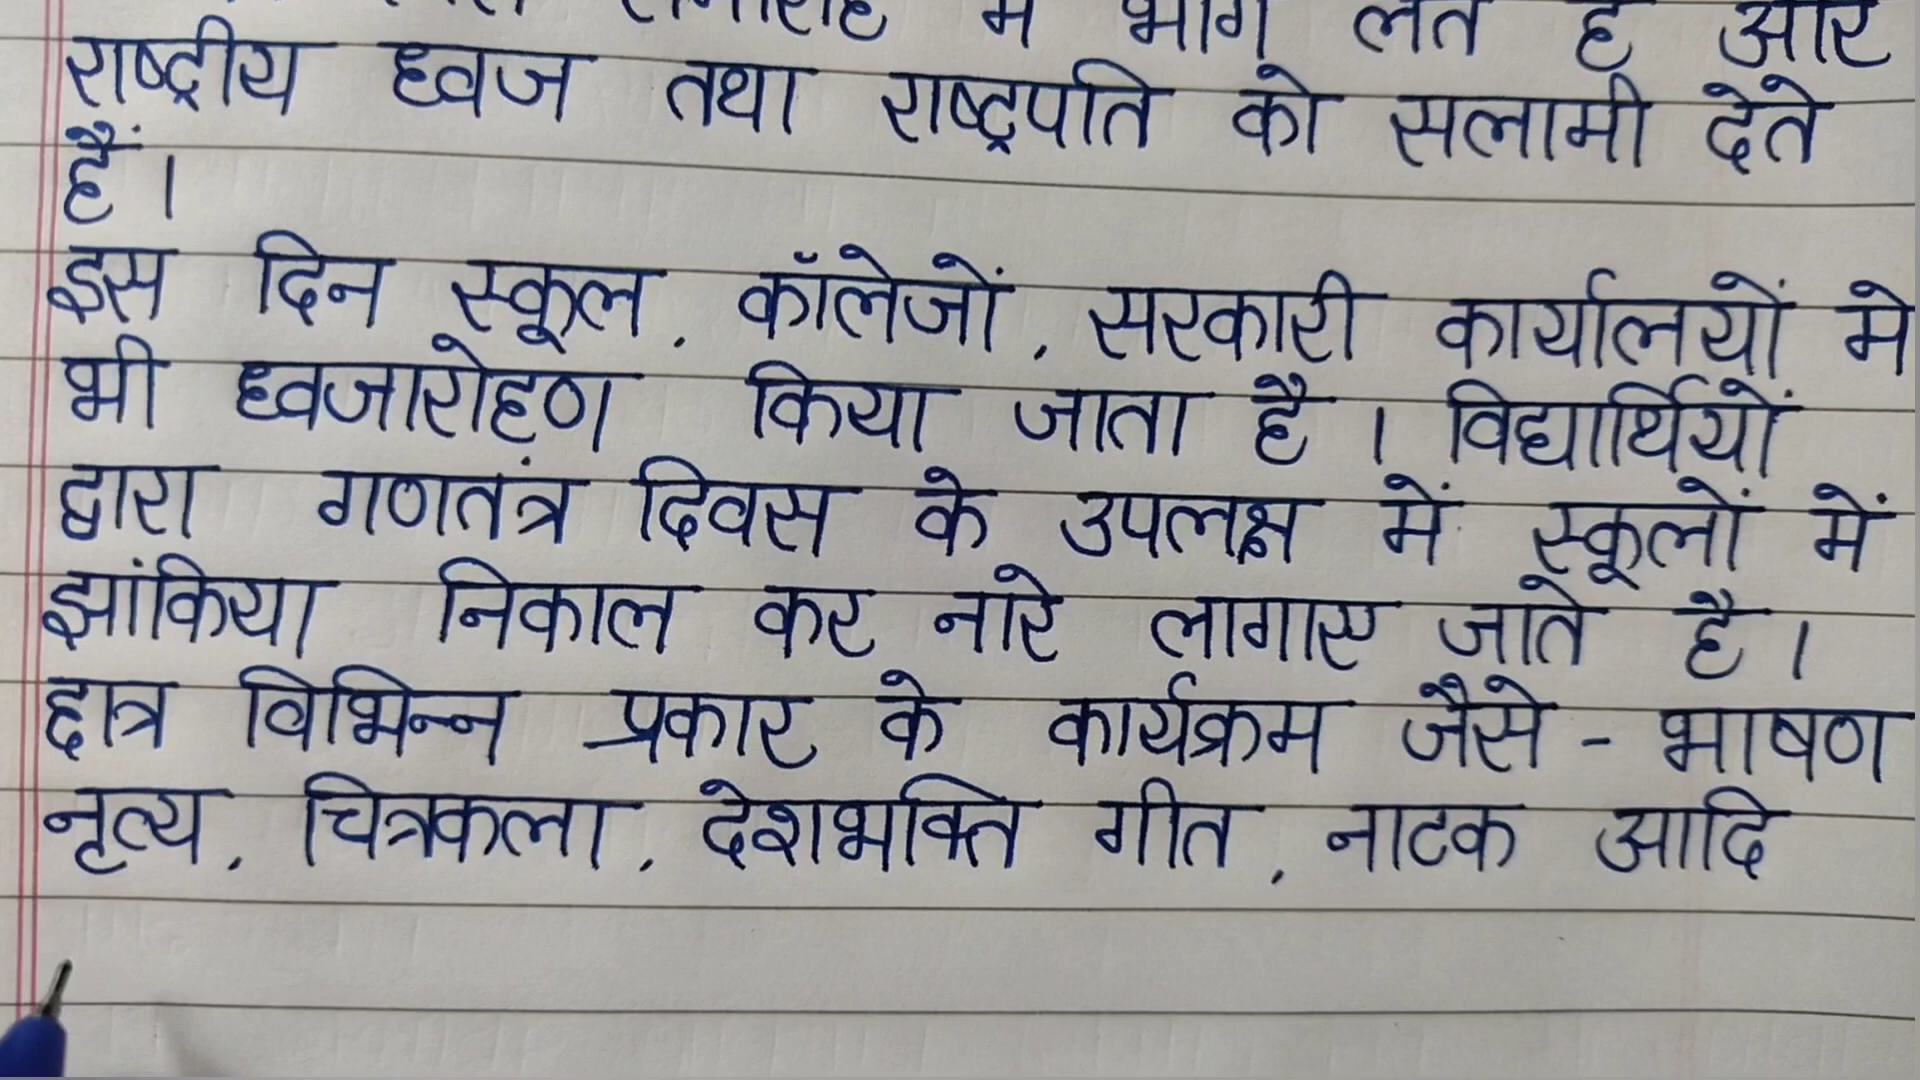 में भाग लेते है और
राष्ट्रीय ध्वज तथा राष्ट्रपति को सलामी देते
हैं।
इस दिन स्कूल, कॉलेजों, सरकारी कार्यालयों मे
भी ध्वजारोहण किया जाता है। विद्यार्थियों
द्वारा गणतंत्र दिवस के उपलक्ष में स्कूलों में
झांकिया निकाल कर नारे लागाए जाते है।
छात्र विभिन्न प्रकार के कार्यक्रम जैसे - भाषण
नृत्य, चित्रकला, देशभक्ति गीत, नाटक आदि